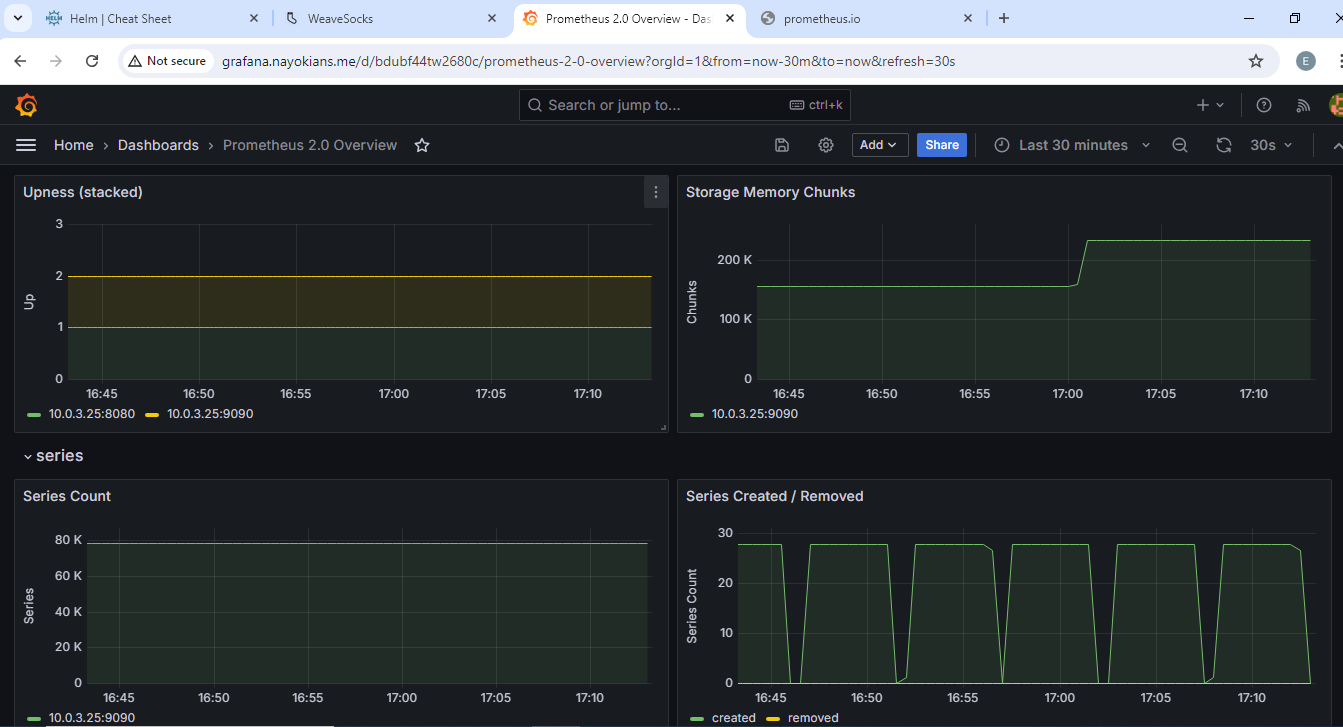 Helm | Cheat Sheet
WeaveSocks
Prometheus 2.0 Overview - Das
prometheus.io
Not secure
grafana.nayokians.me/d/bdubf44tw2680c/prometheus-2-0-overview?orgId=1&from=now-30m&to=now&refresh=30s
E
Search or jump to...
ctrl+k
Home › Dashboards › Prometheus 2.0 Overview
Add
Share
Last 30 minutes
30s
Upness (stacked)
3
2
1
0
Up
16:45 16:50 16:55 17:00 17:05 17:10
10.0.3.25:8080 10.0.3.25:9090
Storage Memory Chunks
200 K
100 K
0
Chunks
16:45 16:50 16:55 17:00 17:05 17:10
10.0.3.25:9090
series
Series Count
80 K
60 K
40 K
20 K
0
Series
16:45 16:50 16:55 17:00 17:05 17:10
10.0.3.25:9090
Series Created / Removed
30
20
10
0
Series Count
16:45 16:50 16:55 17:00 17:05 17:10
created removed